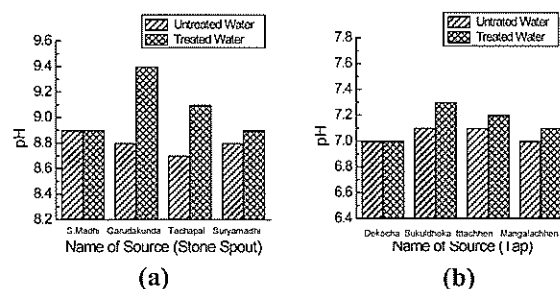 Untreated Water
Treated Water
9.6
9.4
9.2
9.0
8.8
8.6
8.4
8.2
pH
S.Madhi Garudakunda Tachapal Suryamadhi
Name of Source (Stone Spout)
(a)
Untreated Water
Treated Water
7.8
7.6
7.4
7.2
7.0
6.8
6.6
6.4
pH
Dekocha Sukuldhoka Ittachhen Mangalachhen
Name of Source (Tap)
(b)